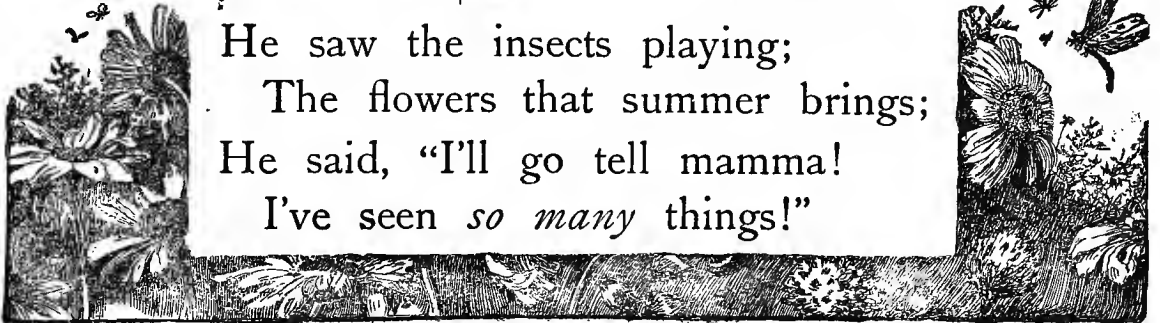 He saw the insects playing;
The flowers that summer brings;
He said, “I'll go tell mamma!
I've seen so many things!”